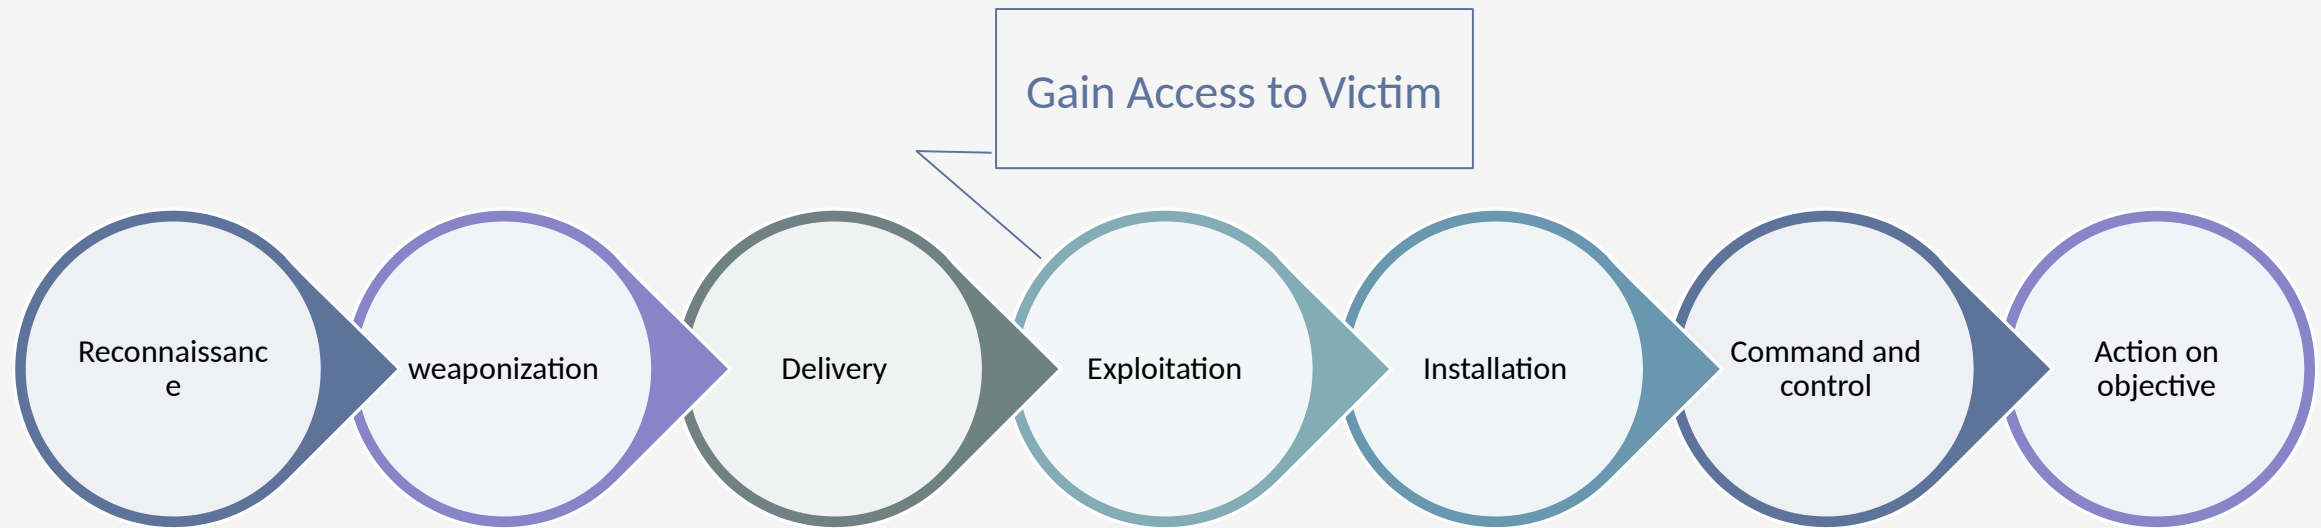 Gain Access to Victim
Reconnaissanc
e
weaponization
Delivery
Exploitation
Installation
Command and
control
Action on
objective